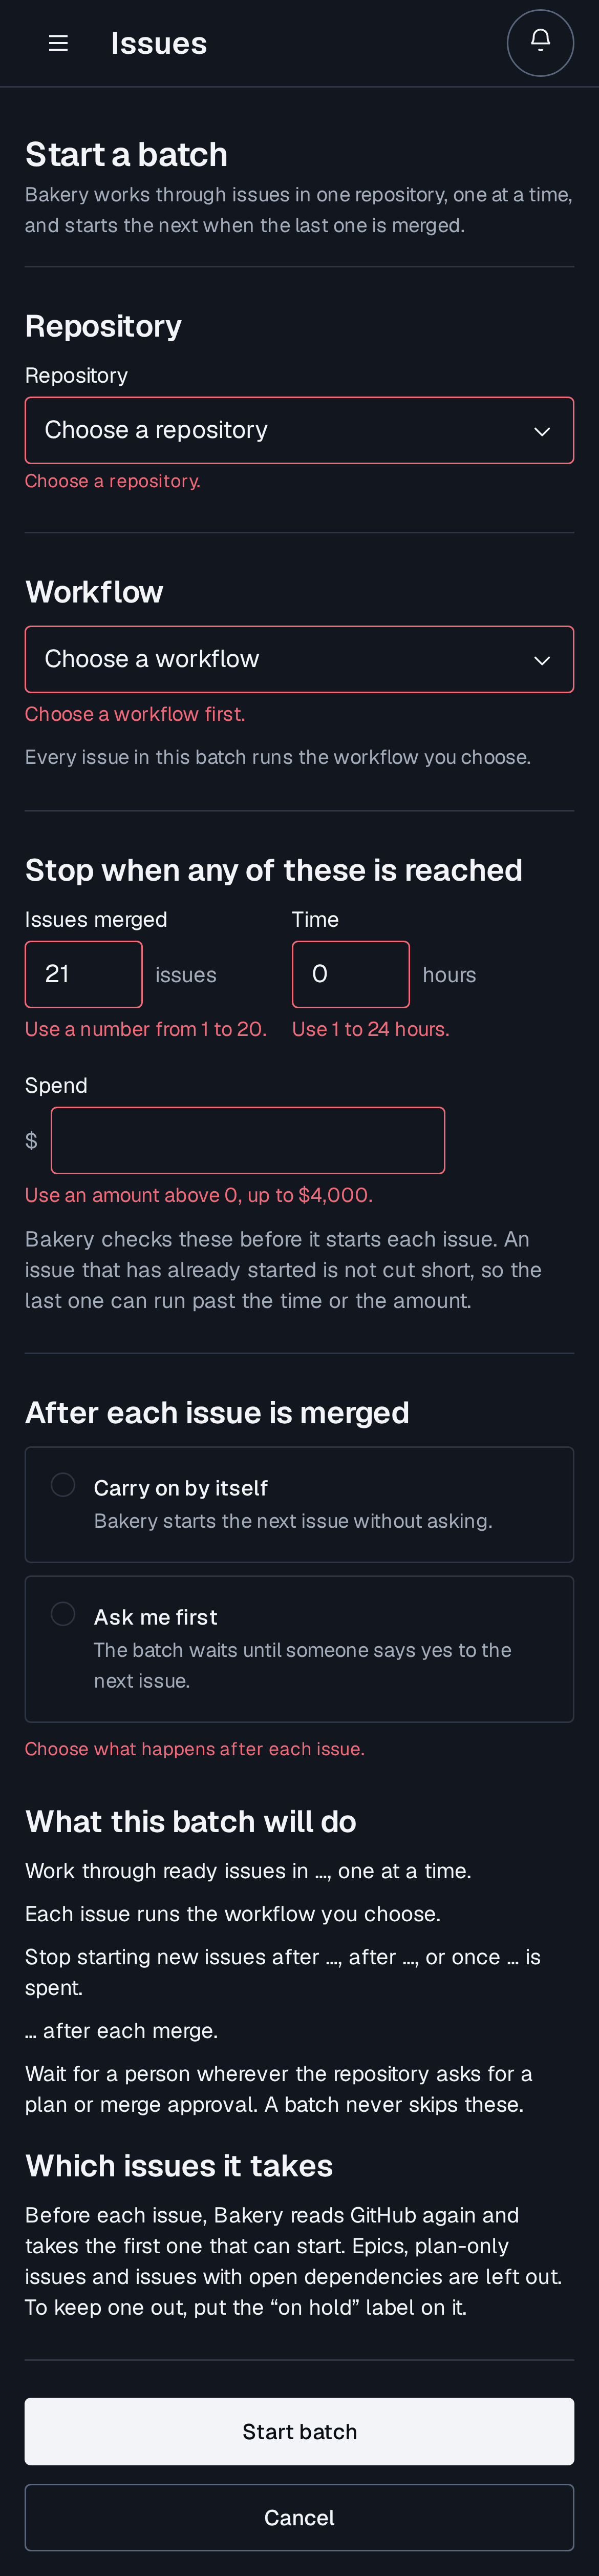 Issues
Start a batch
Bakery works through issues in one repository, one at a time,
and starts the next when the last one is merged.
Repository
Repository
Choose a repository
Choose a repository.
Workflow
Choose a workflow
Choose a workflow first.
Every issue in this batch runs the workflow you choose.
Stop when any of these is reached
Issues merged
Time
21 issues
0 hours
Use a number from 1 to 20.
Use 1 to 24 hours.
Spend
$
Use an amount above 0, up to $4,000.
Bakery checks these before it starts each issue. An
issue that has already started is not cut short, so the
last one can run past the time or the amount.
After each issue is merged
Carry on by itself
Bakery starts the next issue without asking.
Ask me first
The batch waits until someone says yes to the
next issue.
Choose what happens after each issue.
What this batch will do
Work through ready issues in …, one at a time.
Each issue runs the workflow you choose.
Stop starting new issues after …, after …, or once … is
spent.
… after each merge.
Wait for a person wherever the repository asks for a
plan or merge approval. A batch never skips these.
Which issues it takes
Before each issue, Bakery reads GitHub again and
takes the first one that can start. Epics, plan-only
issues and issues with open dependencies are left out.
To keep one out, put the “on hold” label on it.
Start batch
Cancel